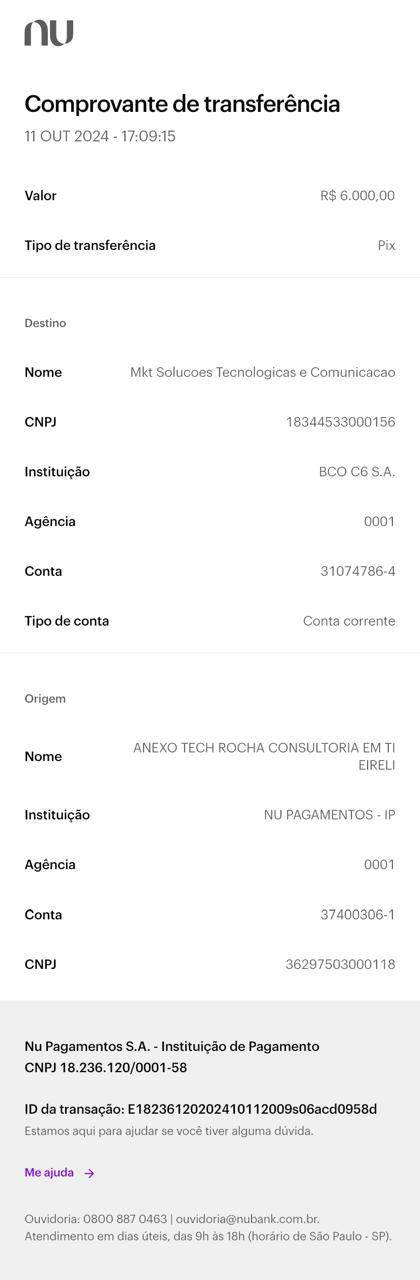 nu
Comprovante de transferência
11 OUT 2024 - 17:09:15
Valor R$ 6.000,00
Tipo de transferência Pix
Destino
Nome Mkt Solucoes Tecnologicas e Comunicacao
CNPJ 18344533000156
Instituição BCO C6 S.A.
Agência 0001
Conta 31074786-4
Tipo de conta Conta corrente
Origem
Nome ANEXO TECH ROCHA CONSULTORIA EM TI
EIRELI
Instituição NU PAGAMENTOS - IP
Agência 0001
Conta 37400306-1
CNPJ 36297503000118
Nu Pagamentos S.A. - Instituição de Pagamento
CNPJ 18.236.120/0001-58
ID da transação: E18236120202410112009s06acd0958d
Estamos aqui para ajudar se você tiver alguma dúvida.
Me ajuda →
Ouvidoria: 0800 887 0463 | ouvidoria@nubank.com.br.
Atendimento em dias úteis, das 9h às 18h (horário de São Paulo - SP).